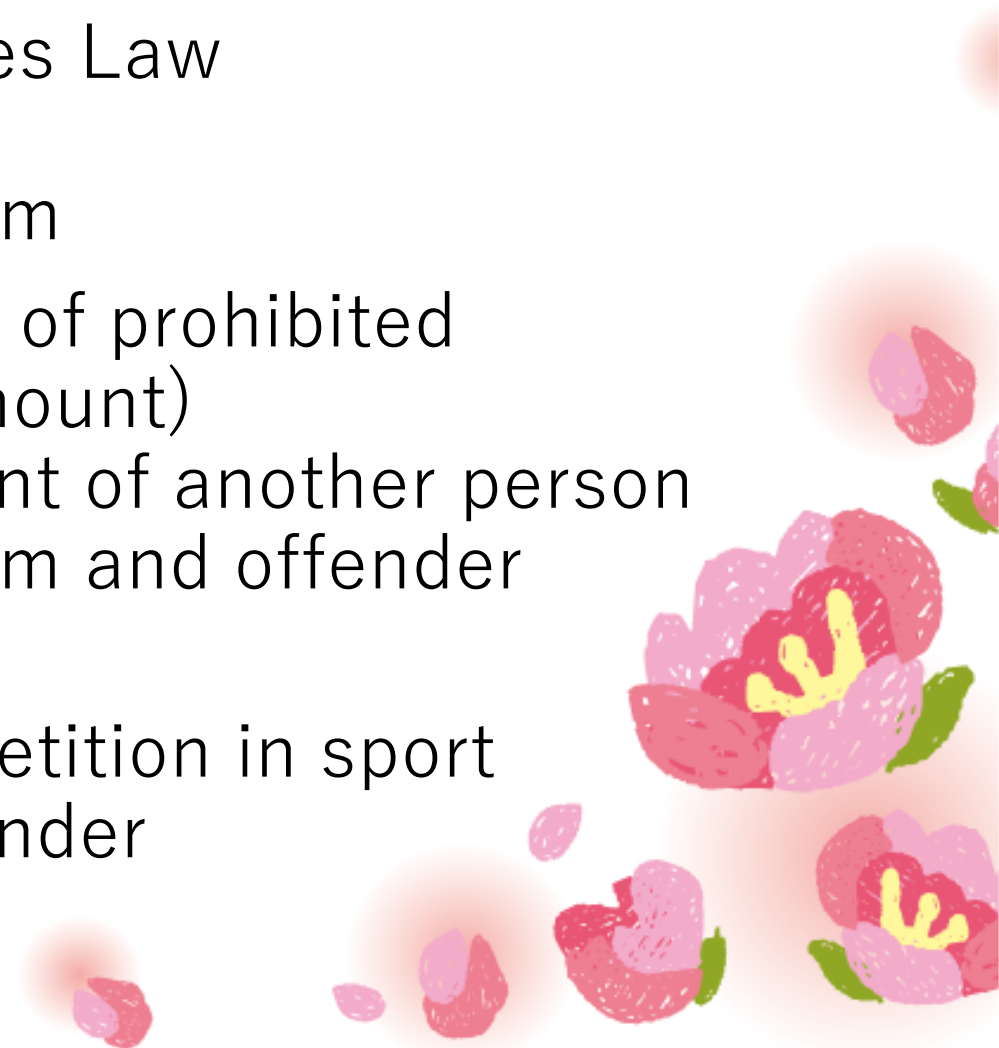 es Law
m
of prohibited
nount)
nt of another person
m and offender
etition in sport
nder